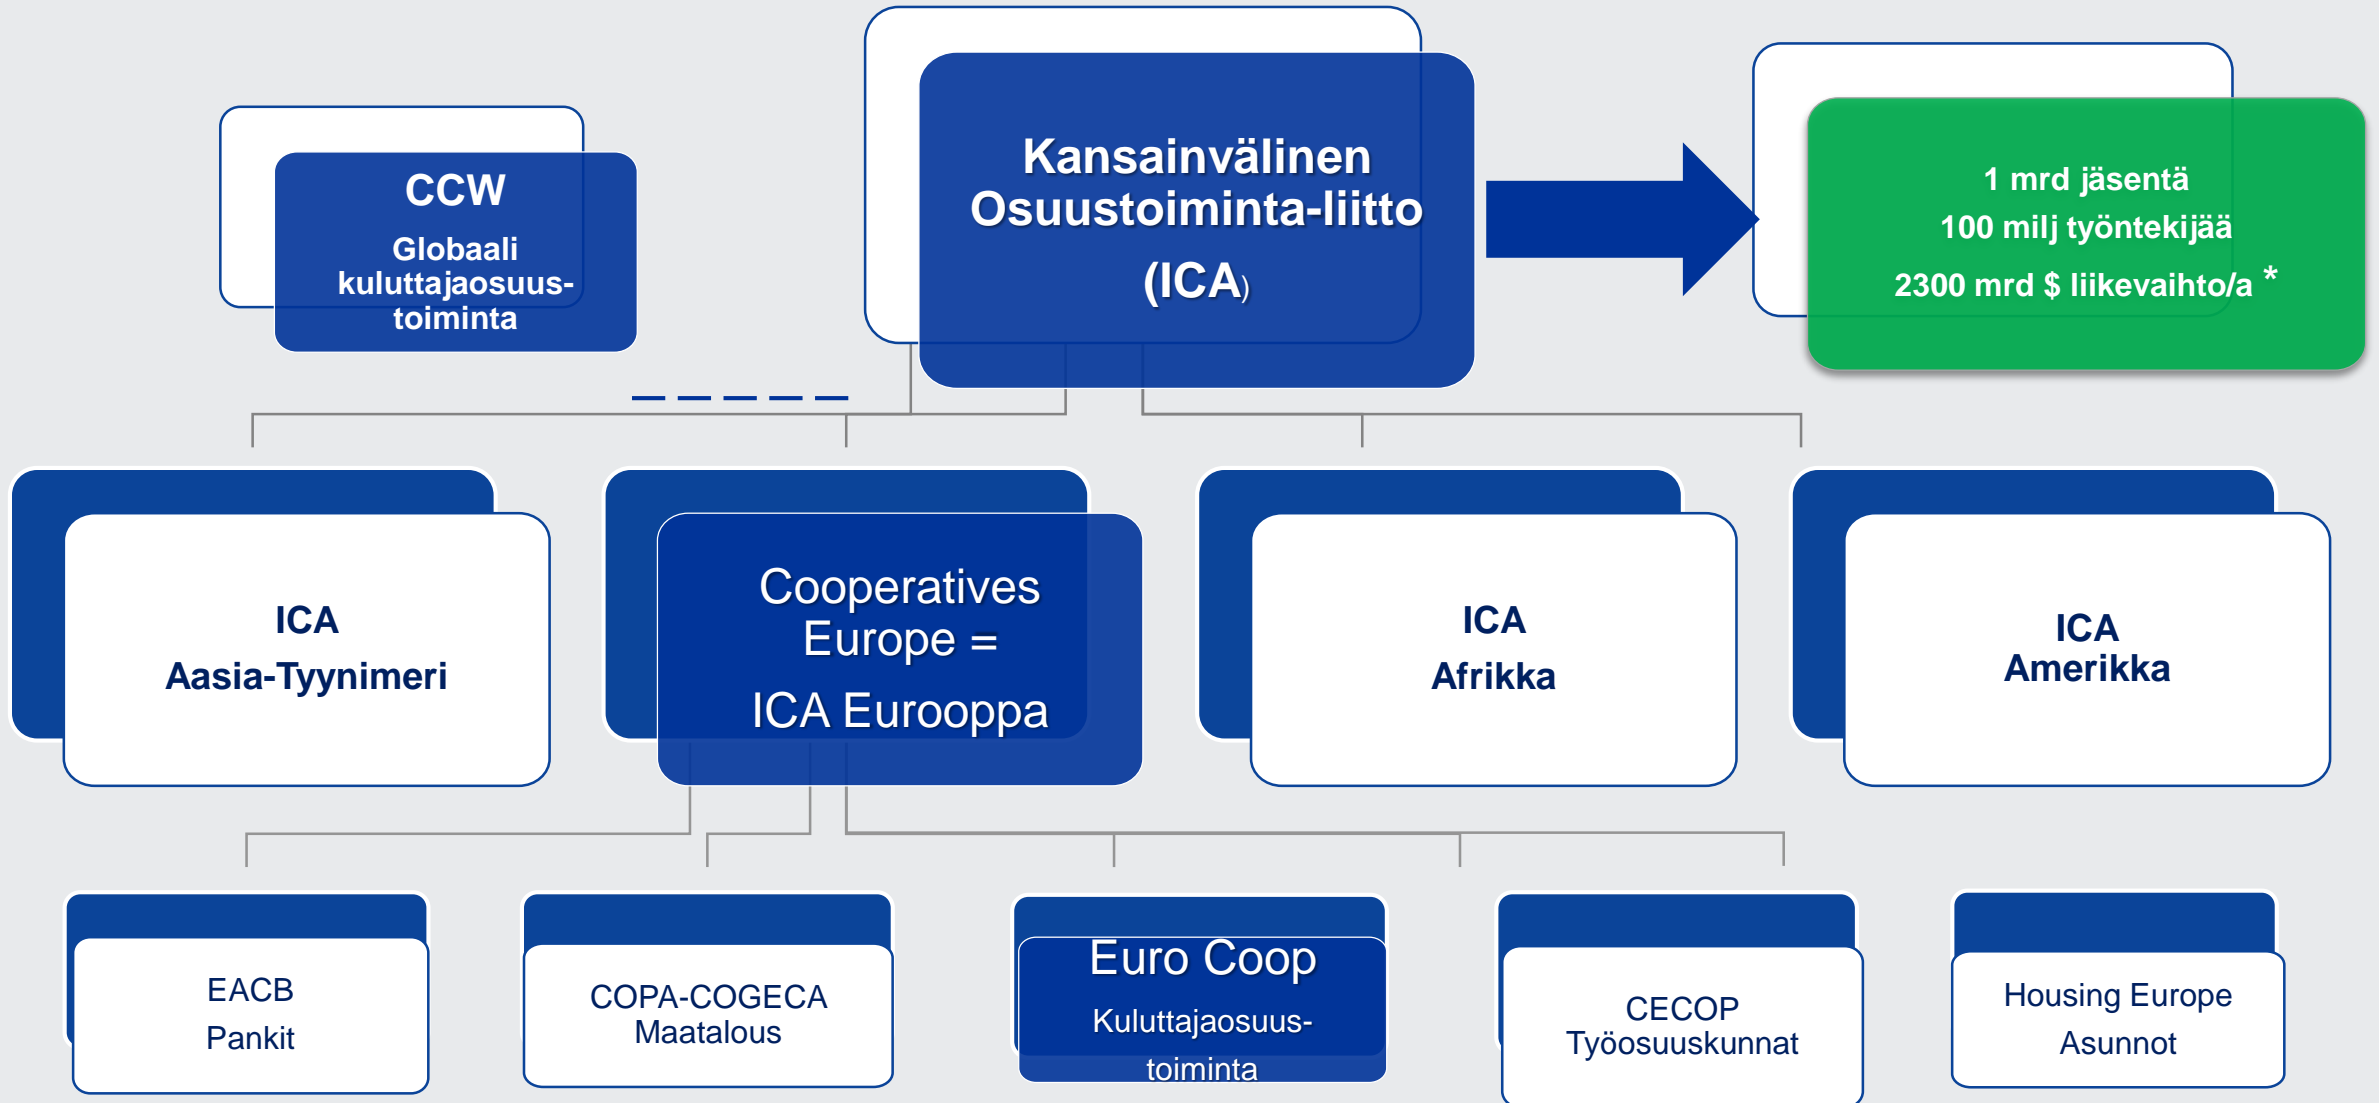 CCW
Globaali
kuluttajaosuus-
toiminta
Kansainvälinen
Osuustoiminta-liitto
(ICA)
1 mrd jäsentä
100 milj työntekijää
2300 mrd $ liikevaihto/a *
ICA
Aasia-Tyynimeri
Cooperatives
Europe =
ICA Eurooppa
ICA
Afrikka
ICA
Amerikka
EACB
Pankit
COPA-COGECA
Maatalous
Euro Coop
Kuluttajaosuus-
toiminta
CECOP
Työosuuskunnat
Housing Europe
Asunnot